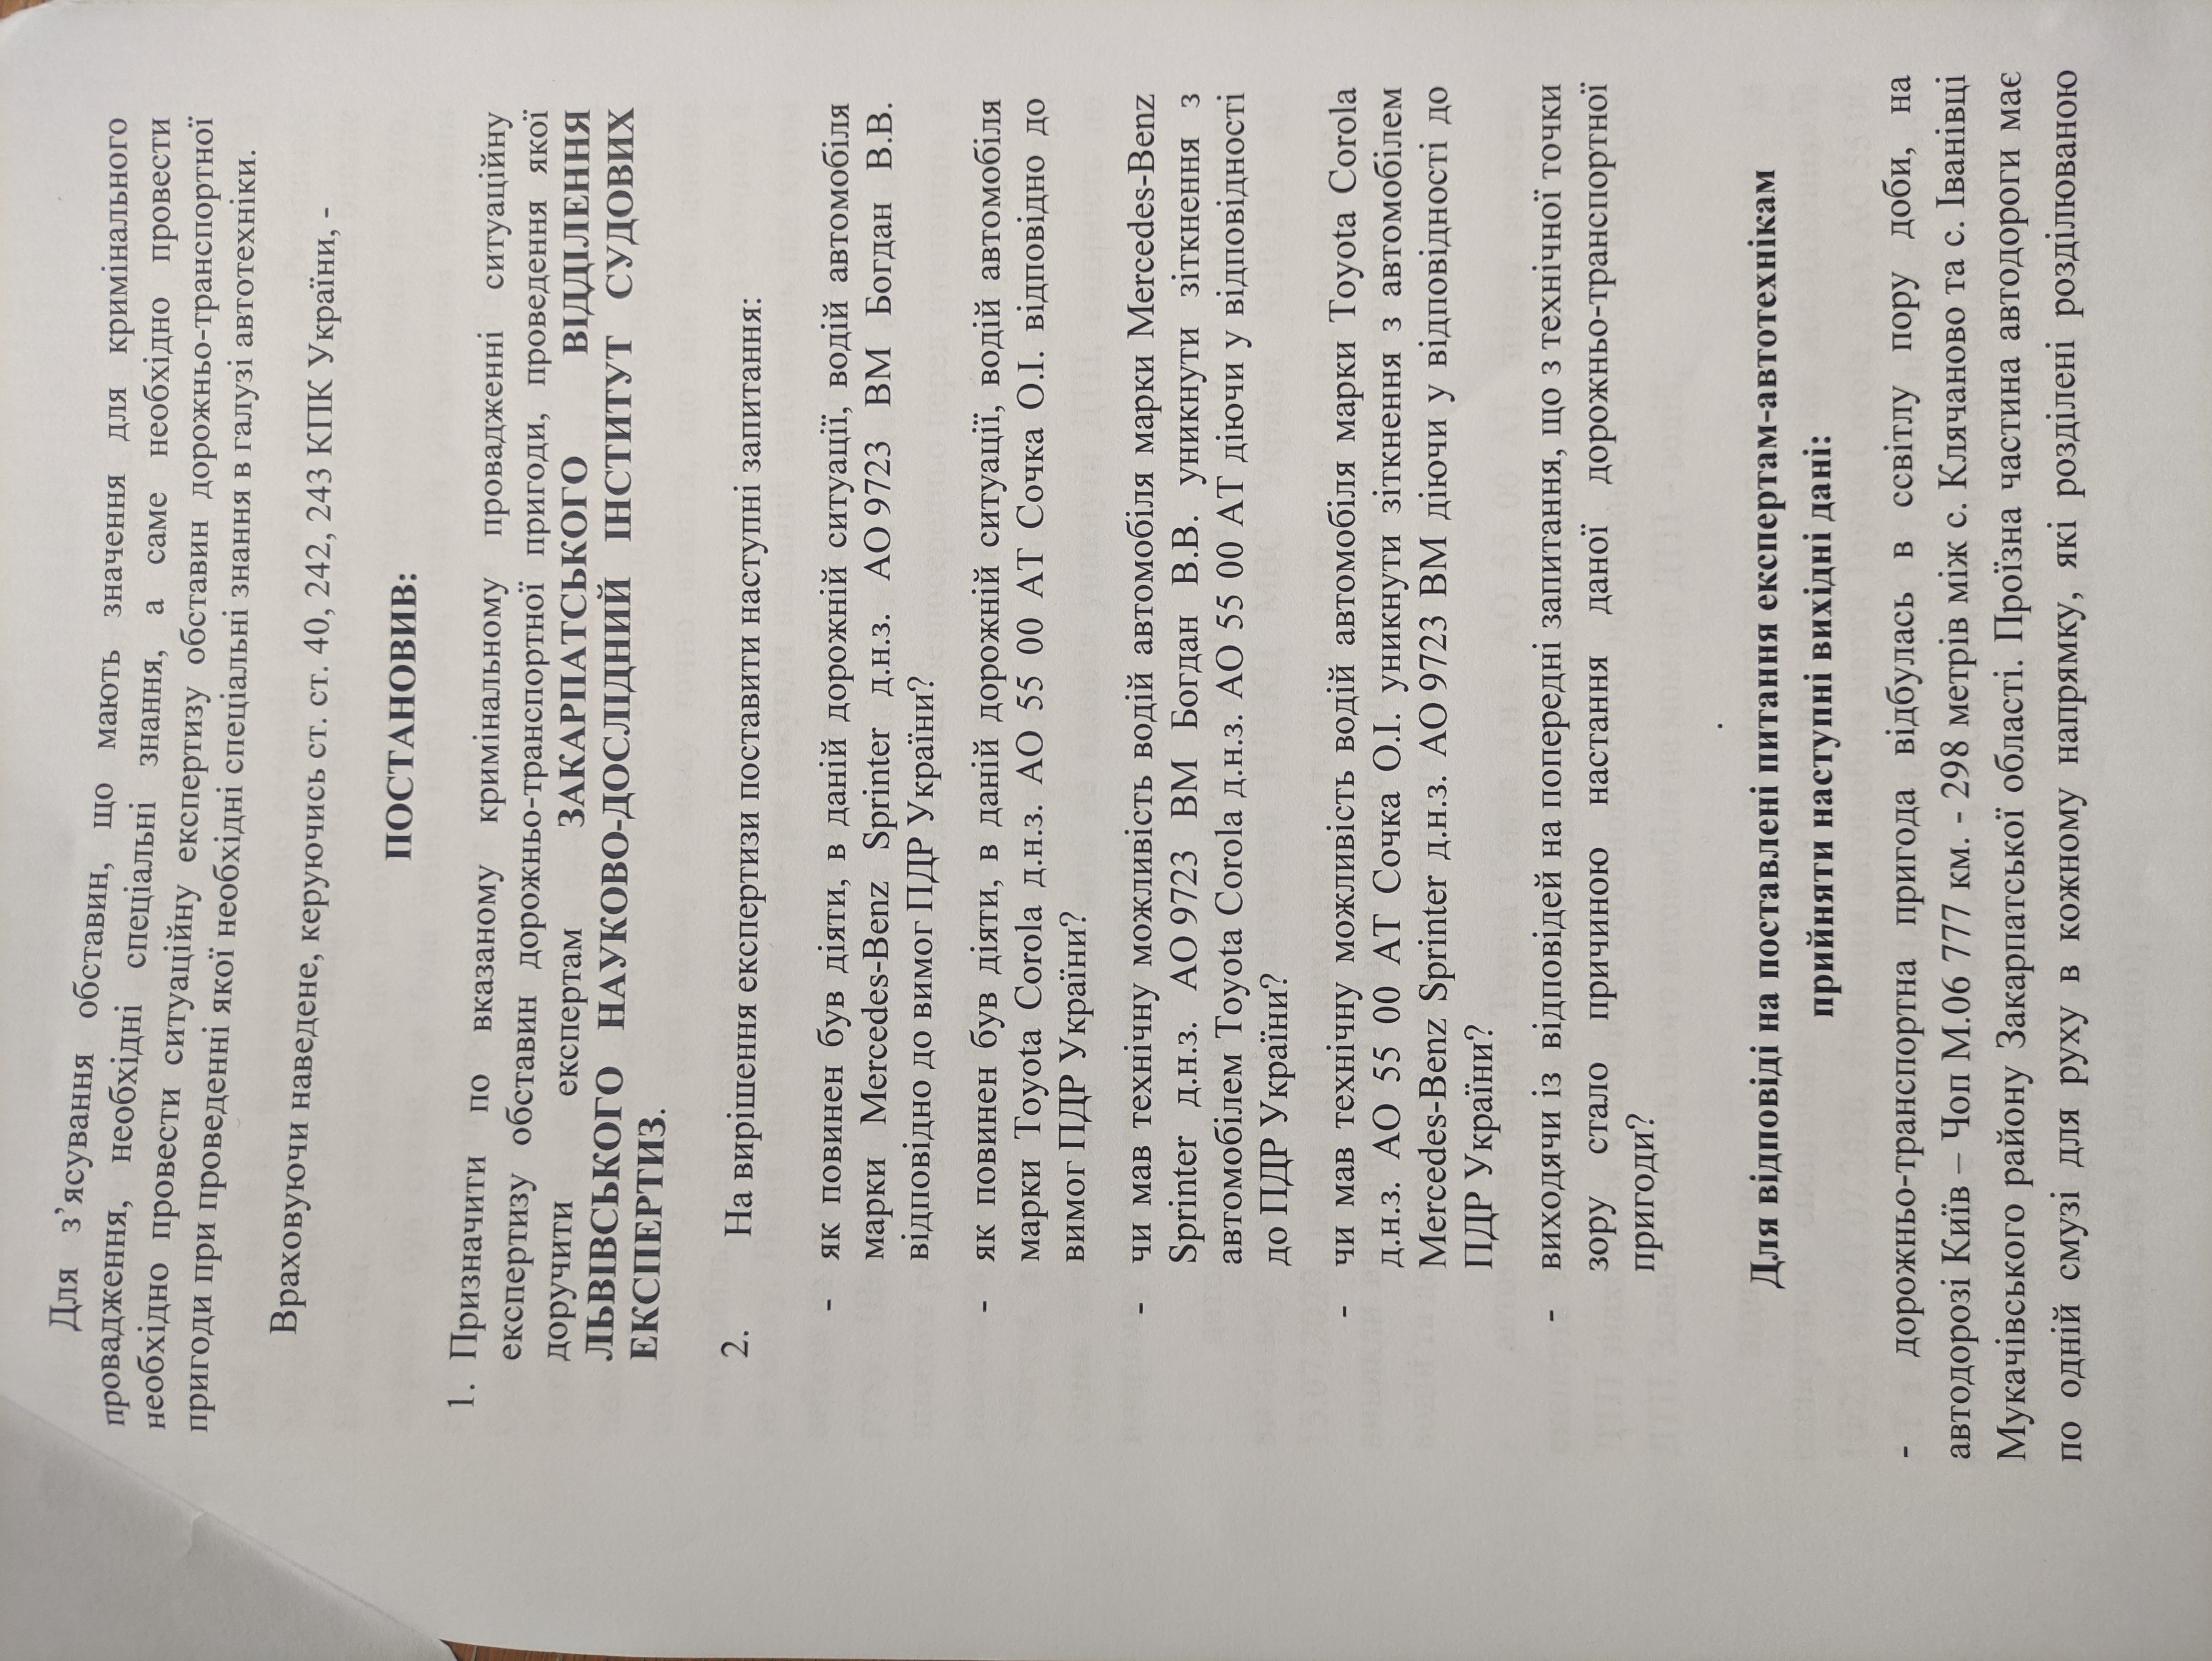 Для з’ясування обставин, що мають значення для кримінального
провадження, необхідні спеціальні знання, а саме необхідно провести
необхідно провести ситуаційну експертизу обставин дорожньо-транспортної
пригоди при проведенні якої необхідні спеціальні знання в галузі автотехніки.
Враховуючи наведене, керуючись ст. ст. 40, 242, 243 КПК України, -
ПОСТАНОВИВ:
1. Призначити по вказаному кримінальному провадженні ситуаційну
експертизу обставин дорожньо-транспортної пригоди, проведення якої
доручити експертам ЗАКАРПАТСЬКОГО ВІДДІЛЕННЯ
ЛЬВІВСЬКОГО НАУКОВО-ДОСЛІДНИЙ ІНСТИТУТ СУДОВИХ
ЕКСПЕРТИЗ.
2. На вирішення експертизи поставити наступні запитання:
- як повинен був діяти, в даній дорожній ситуації, водій автомобіля
марки Mercedes-Benz Sprinter д.н.з. АО 9723 ВМ Богдан В.В.
відповідно до вимог ПДР України?
- як повинен був діяти, в даній дорожній ситуації, водій автомобіля
марки Toyota Corola д.н.з. АО 55 00 АТ Сочка О.І. відповідно до
вимог ПДР України?
- чи мав технічну можливість водій автомобіля марки Mercedes-Benz
Sprinter д.н.з. АО 9723 ВМ Богдан В.В. уникнути зіткнення з
автомобілем Toyota Corola д.н.з. АО 55 00 АТ діючи у відповідності
до ПДР України?
- чи мав технічну можливість водій автомобіля марки Toyota Corola
д.н.з. АО 55 00 АТ Сочка О.І. уникнути зіткнення з автомобілем
Mercedes-Benz Sprinter д.н.з. АО 9723 ВМ діючи у відповідності до
ПДР України?
- виходячи із відповідей на попередні запитання, що з технічної точки
зору стало причиною настання даної дорожньо-транспортної
пригоди?
.
Для відповіді на поставлені питання експертам-автотехнікам
прийняти наступні вихідні дані:
- дорожньо-транспортна пригода відбулась в ссвітлу пору доби, на
автодорозі Київ – Чоп М.06 777 км. - 298 метрів між с. Клячаново та с. Іванівці
Мукачівського району Закарпатської області. Проїзна частина автодороги має
по одній смузі для руху в кожному напрямку, які розділені розділюваною